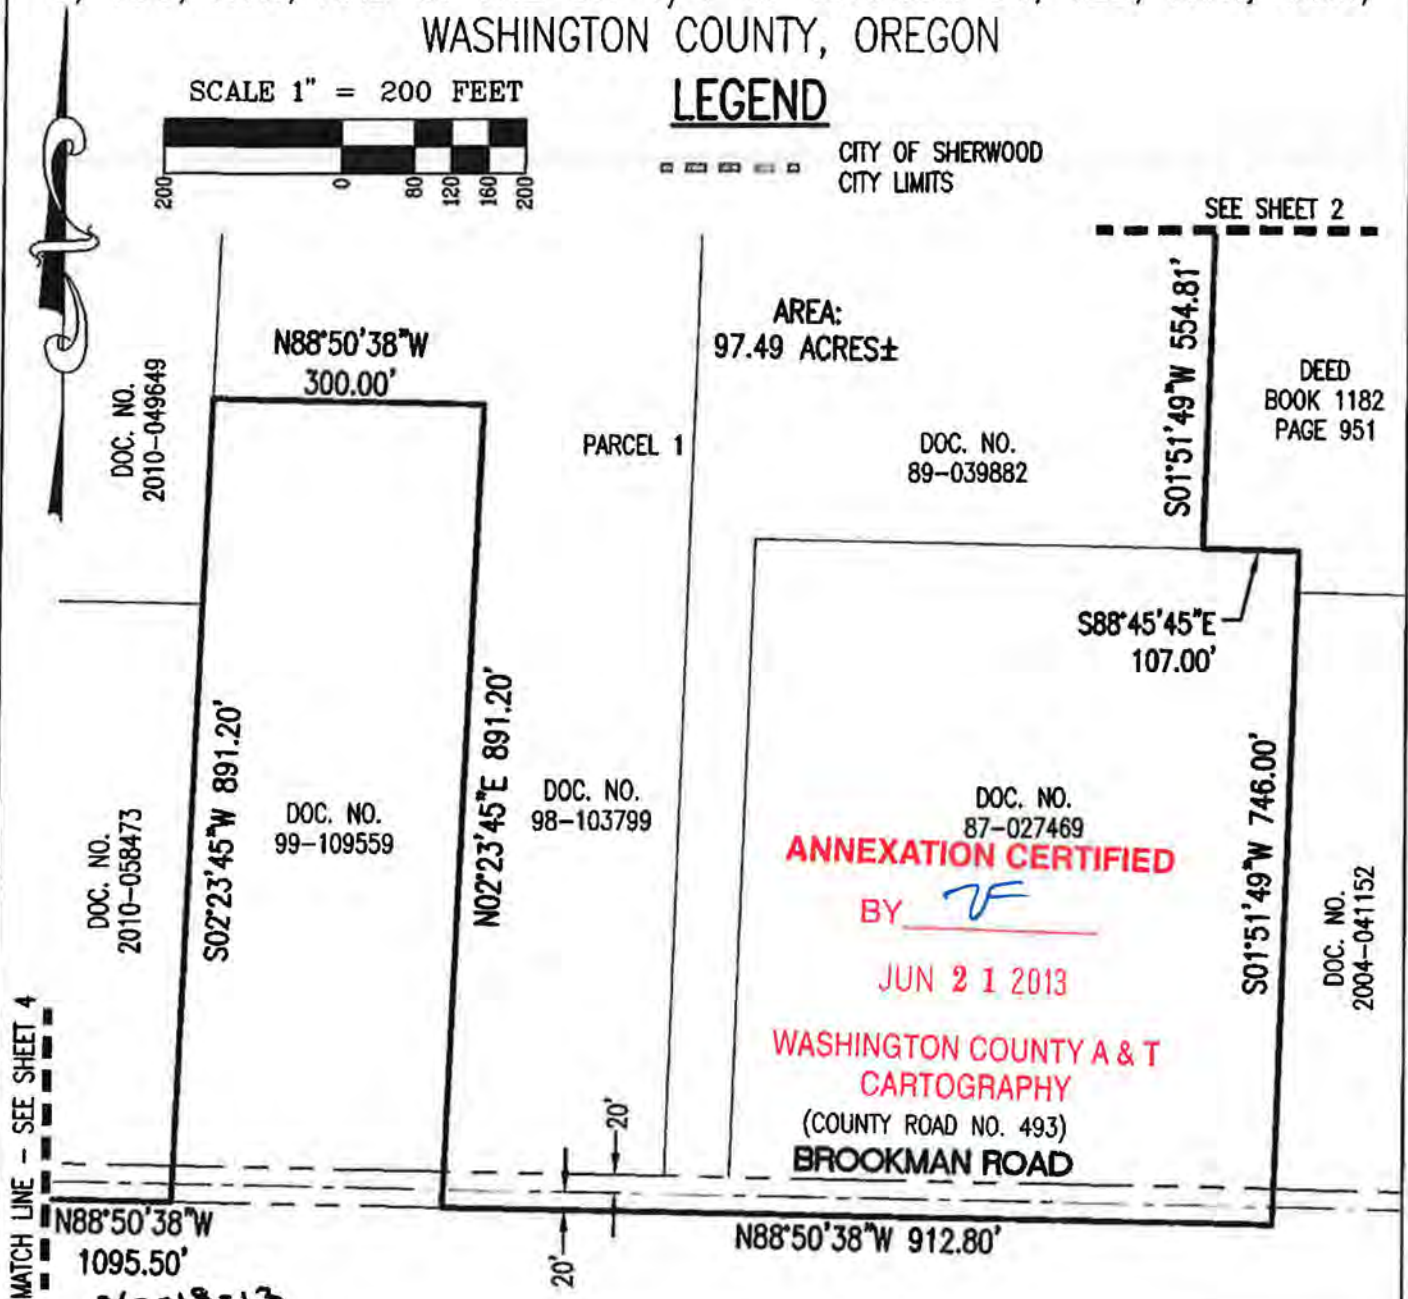 WASHINGTON COUNTY, OREGON
SCALE 1" = 200 FEET
200 0 80 120 160 200
LEGEND
CITY OF SHERWOOD
CITY LIMITS
SEE SHEET 2
S01°51'49"W 554.81'
AREA:
97.49 ACRES±
N88°50'38"W
300.00'
DOC. NO.
2010-049649
PARCEL 1
DOC. NO.
89-039882
DEED
BOOK 1182
PAGE 951
S88°45'45"E
107.00'
S02°23'45"W 891.20'
N02°23'45"E 891.20'
S01°51'49"W 746.00'
DOC. NO.
2010-058473
DOC. NO.
99-109559
DOC. NO.
98-103799
DOC. NO.
87-027469
ANNEXATION CERTIFIED
BY
JUN 21 2013
WASHINGTON COUNTY A & T
CARTOGRAPHY
DOC. NO.
2004-041152
(COUNTY ROAD NO. 493)
BROOKMAN ROAD
20'
20'
MATCH LINE - SEE SHEET 4
N88°50'38"W
1095.50'
N88°50'38"W 912.80'